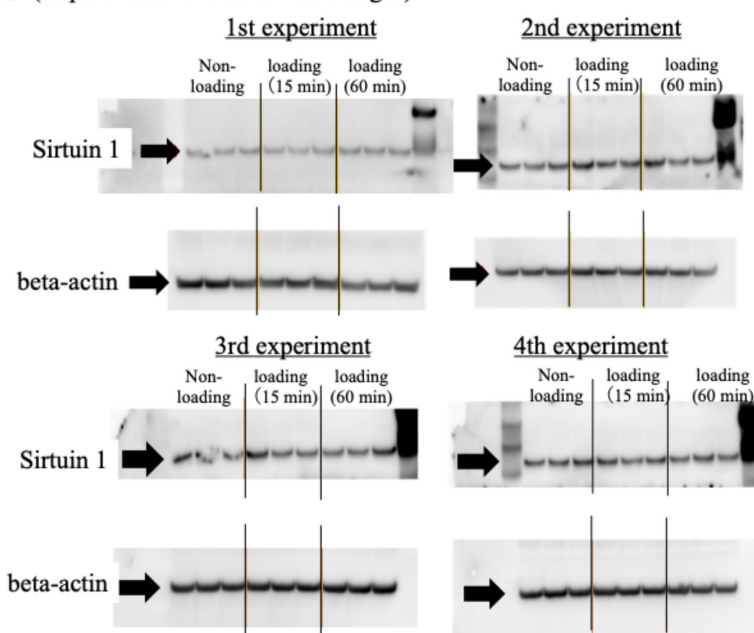 1st experiment
2nd experiment
Non-
loading
loading
(15 min)
loading
(60 min)
Non-
loading
loading
(15 min)
loading
(60 min)
Sirtuin 1
beta-actin
3rd experiment
4th experiment
Non-
loading
loading
(15 min)
loading
(60 min)
Non-
loading
loading
(15 min)
loading
(60 min)
Sirtuin 1
beta-actin